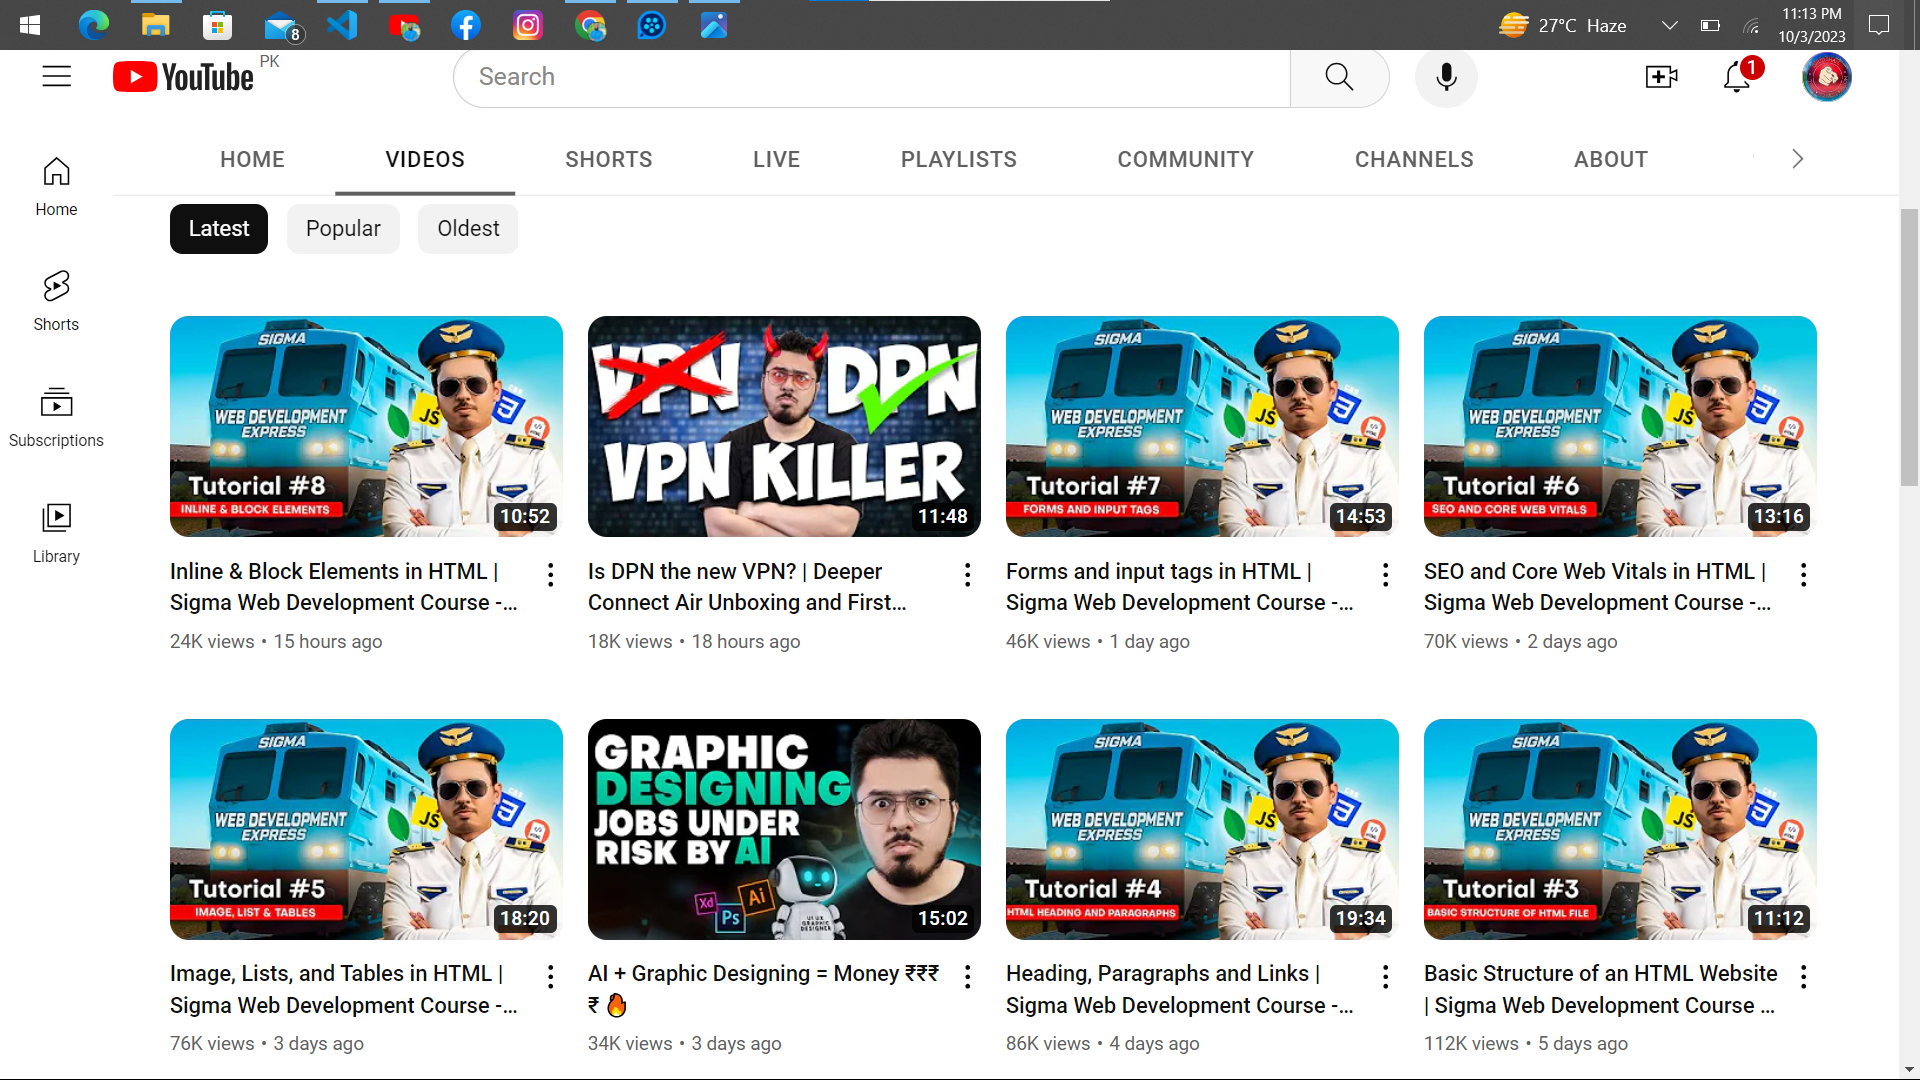 8
27°C Haze
11:13 PM
10/3/2023
YouTube PK
Search
1
HOME VIDEOS SHORTS LIVE PLAYLISTS COMMUNITY CHANNELS ABOUT
Home
Shorts
Subscriptions
Library
Latest Popular Oldest
SIGMA
WEB DEVELOPMENT
EXPRESS
JS
Tutorial #8
INLINE & BLOCK ELEMENTS
10:52
Inline & Block Elements in HTML |
Sigma Web Development Course -...
24K views • 15 hours ago
VPN DPN
VPN KILLER
11:48
Is DPN the new VPN? | Deeper
Connect Air Unboxing and First...
18K views • 18 hours ago
SIGMA
WEB DEVELOPMENT
EXPRESS
JS
Tutorial #7
FORMS AND INPUT TAGS
14:53
Forms and input tags in HTML |
Sigma Web Development Course -...
46K views • 1 day ago
SIGMA
WEB DEVELOPMENT
EXPRESS
JS
Tutorial #6
SEO AND CORE WEB VITALS
13:16
SEO and Core Web Vitals in HTML |
Sigma Web Development Course -...
70K views • 2 days ago
SIGMA
WEB DEVELOPMENT
EXPRESS
JS
Tutorial #5
IMAGE, LIST & TABLES
18:20
Image, Lists, and Tables in HTML |
Sigma Web Development Course -...
76K views • 3 days ago
GRAPHIC
DESIGNING
JOBS UNDER
RISK BY AI
Xd Ps Ai
UI UX
GRAPHIC
DESIGNER
15:02
AI + Graphic Designing = Money ₹₹₹
₹ 🔥
34K views • 3 days ago
SIGMA
WEB DEVELOPMENT
EXPRESS
JS
Tutorial #4
HTML HEADING AND PARAGRAPHS
19:34
Heading, Paragraphs and Links |
Sigma Web Development Course -...
86K views • 4 days ago
SIGMA
WEB DEVELOPMENT
EXPRESS
JS
Tutorial #3
BASIC STRUCTURE OF HTML FILE
11:12
Basic Structure of an HTML Website
| Sigma Web Development Course ...
112K views • 5 days ago